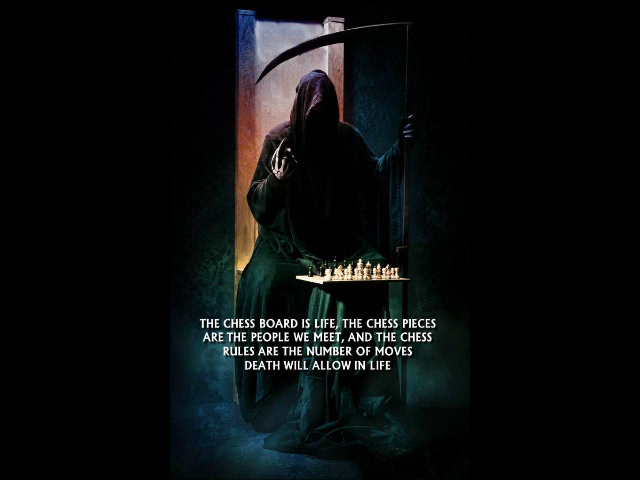 THE CHESS BOARD IS LIFE, THE CHESS PIECES
ARE THE PEOPLE WE MEET, AND THE CHESS
RULES ARE THE NUMBER OF MOVES
DEATH WILL ALLOW IN LIFE